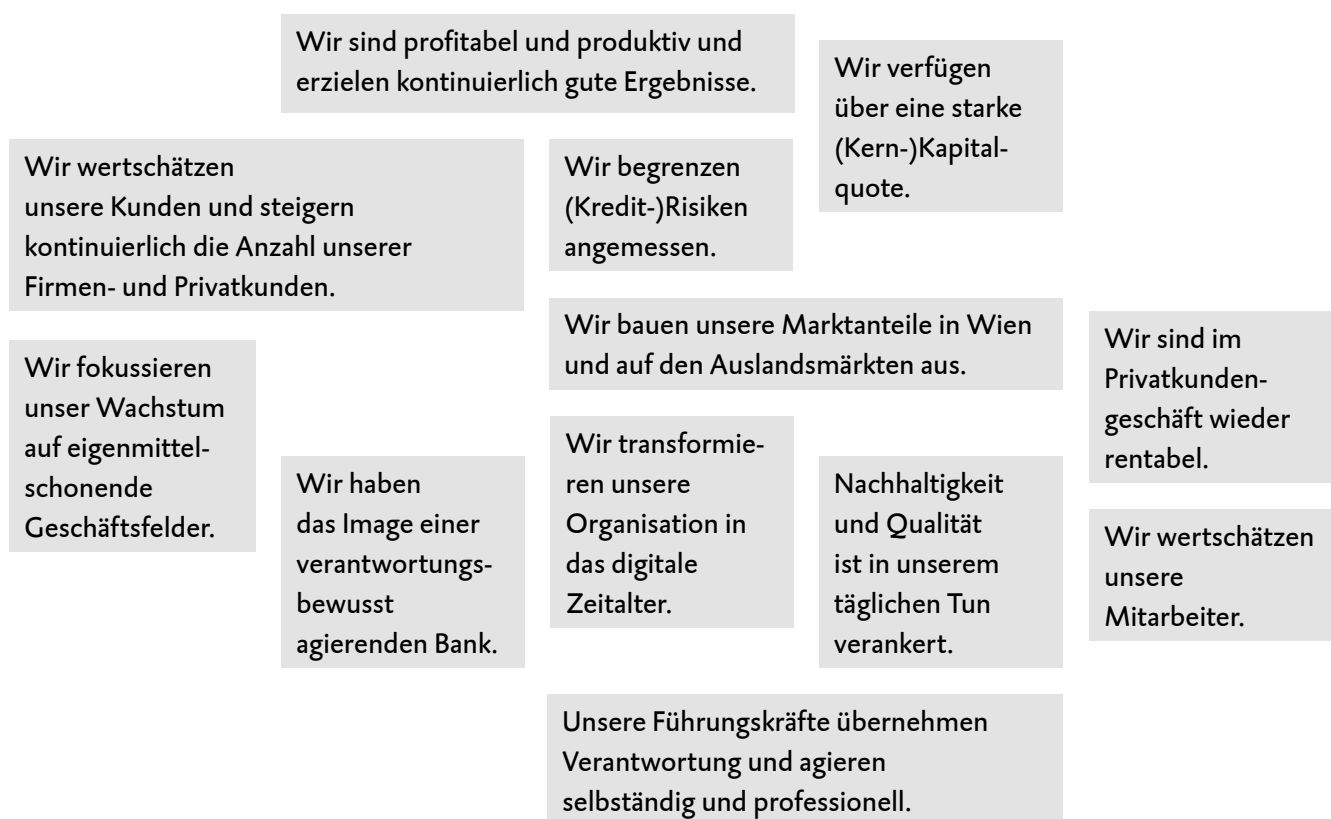 Wir sind profitabel und produktiv und
erzielen kontinuierlich gute Ergebnisse.
Wir verfügen
über eine starke
(Kern-)Kapital-
quote.
Wir wertschätzen
unsere Kunden und steigern
kontinuierlich die Anzahl unserer
Firmen- und Privatkunden.
Wir begrenzen
(Kredit-)Risiken
angemessen.
Wir bauen unsere Marktanteile in Wien
und auf den Auslandsmärkten aus.
Wir sind im
Privatkunden-
geschäft wieder
rentabel.
Wir fokussieren
unser Wachstum
auf eigenmittel-
schonende
Geschäftsfelder.
Wir haben
das Image einer
verantwortungs-
bewusst
agierenden Bank.
Wir transformie-
ren unsere
Organisation in
das digitale
Zeitalter.
Nachhaltigkeit
und Qualität
ist in unserem
täglichen Tun
verankert.
Wir wertschätzen
unsere
Mitarbeiter.
Unsere Führungskräfte übernehmen
Verantwortung und agieren
selbständig und professionell.